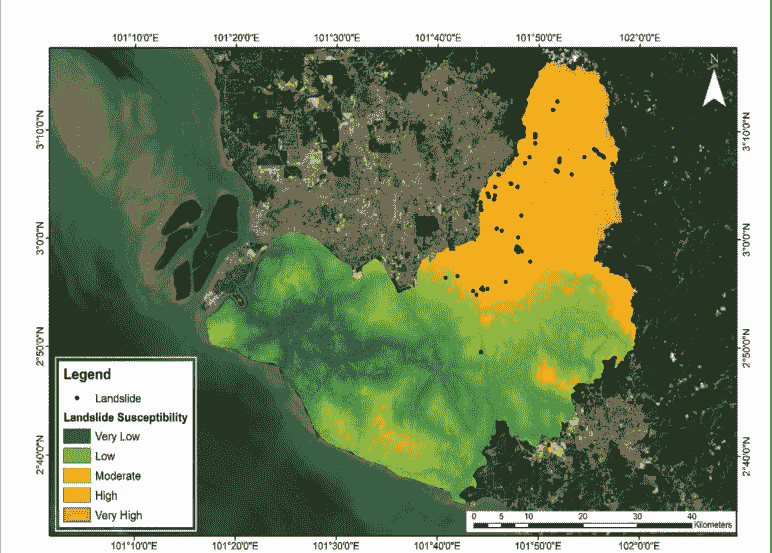 101°10'0"E 101°20'0"E 101°30'0"E 101°40'0"E 101°50'0"E 102°0'0"E
N
3°10'0"N 3°10'0"N
3°0'0"N 3°0'0"N
2°50'0"N 2°50'0"N
2°40'0"N 2°40'0"N
Legend
Landslide
Landslide Susceptibility
Very Low
Low
Moderate
High
Very High
0 5 10 20 30 40
Kilometers
101°10'0"E 101°20'0"E 101°30'0"E 101°40'0"E 101°50'0"E 102°0'0"E